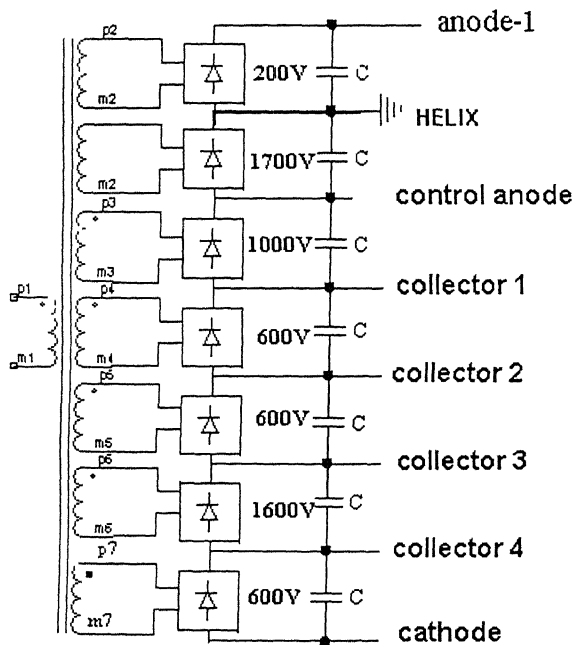 p2
anode-1
200V
C
m2
HELIX
1700V
C
m2
p3
control anode
1000V
C
m3
p1
p4
collector 1
600V
C
m1
m4
collector 2
p5
600V
C
m5
p6
collector 3
1600V
C
m6
p7
collector 4
600V
C
m7
cathode